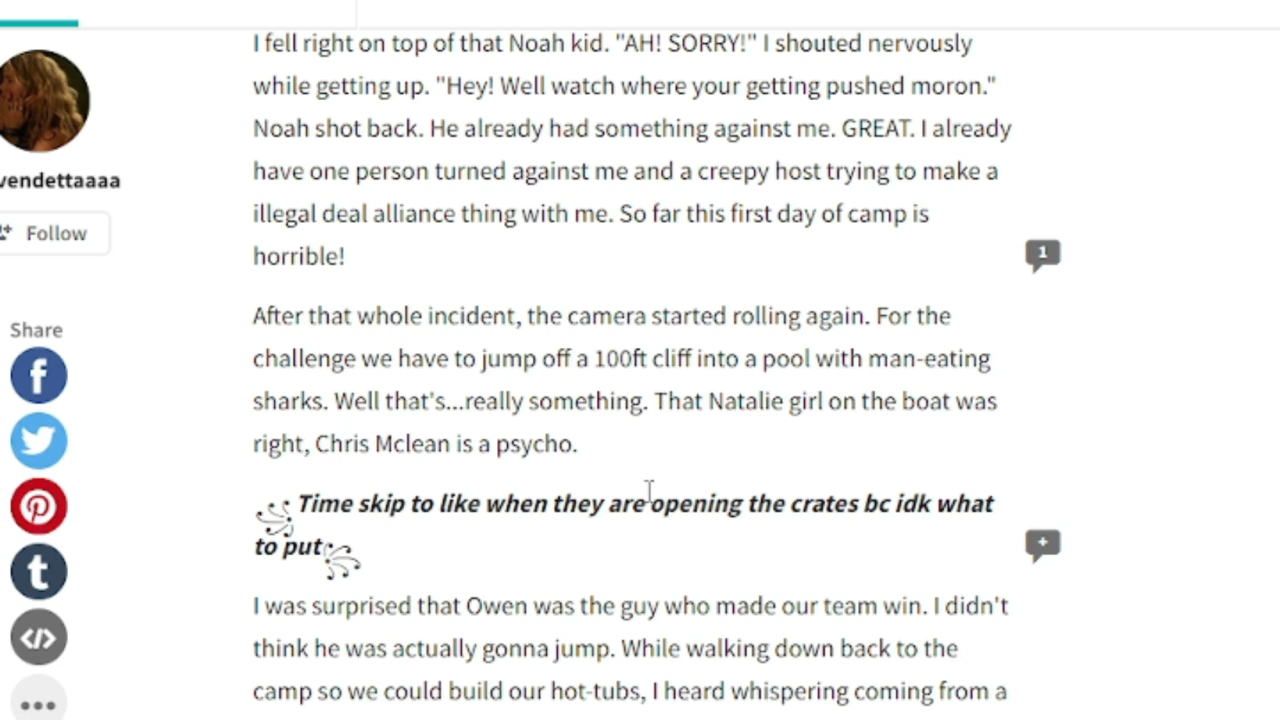 I fell right on top of that Noah kid. "AH! SORRY!" I shouted nervously
while getting up. "Hey! Well watch where your getting pushed moron."
Noah shot back. He already had something against me. GREAT. I already
have one person turned against me and a creepy host trying to make a
illegal deal alliance thing with me. So far this first day of camp is
horrible!
1
vendettaaaa
Follow
Share
After that whole incident, the camera started rolling again. For the
challenge we have to jump off a 100ft cliff into a pool with man-eating
sharks. Well that's...really something. That Natalie girl on the boat was
right, Chris Mclean is a psycho.
Time skip to like when they are opening the crates bc idk what
to put
+
I was surprised that Owen was the guy who made our team win. I didn't
think he was actually gonna jump. While walking down back to the
camp so we could build our hot-tubs, I heard whispering coming from a